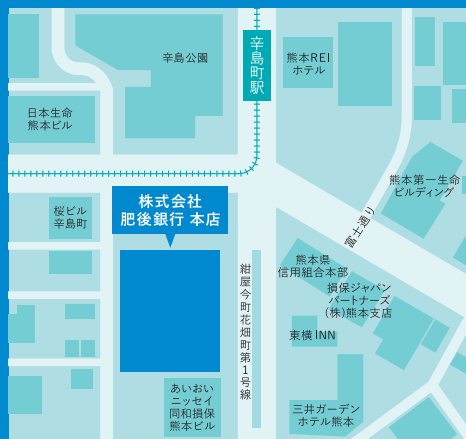 辛島公園
辛島町駅
熊本REI
ホテル
日本生命
熊本ビル
熊本第一生命
ビルディング
株式会社
肥後銀行 本店
桜ビル
辛島町
富士通り
熊本県
信用組合本部
紺屋今町花畑町第1号線
損保ジャパン
パートナーズ
(株)熊本支店
東横INN
あいおい
ニッセイ
同和損保
熊本ビル
三井ガーデン
ホテル熊本